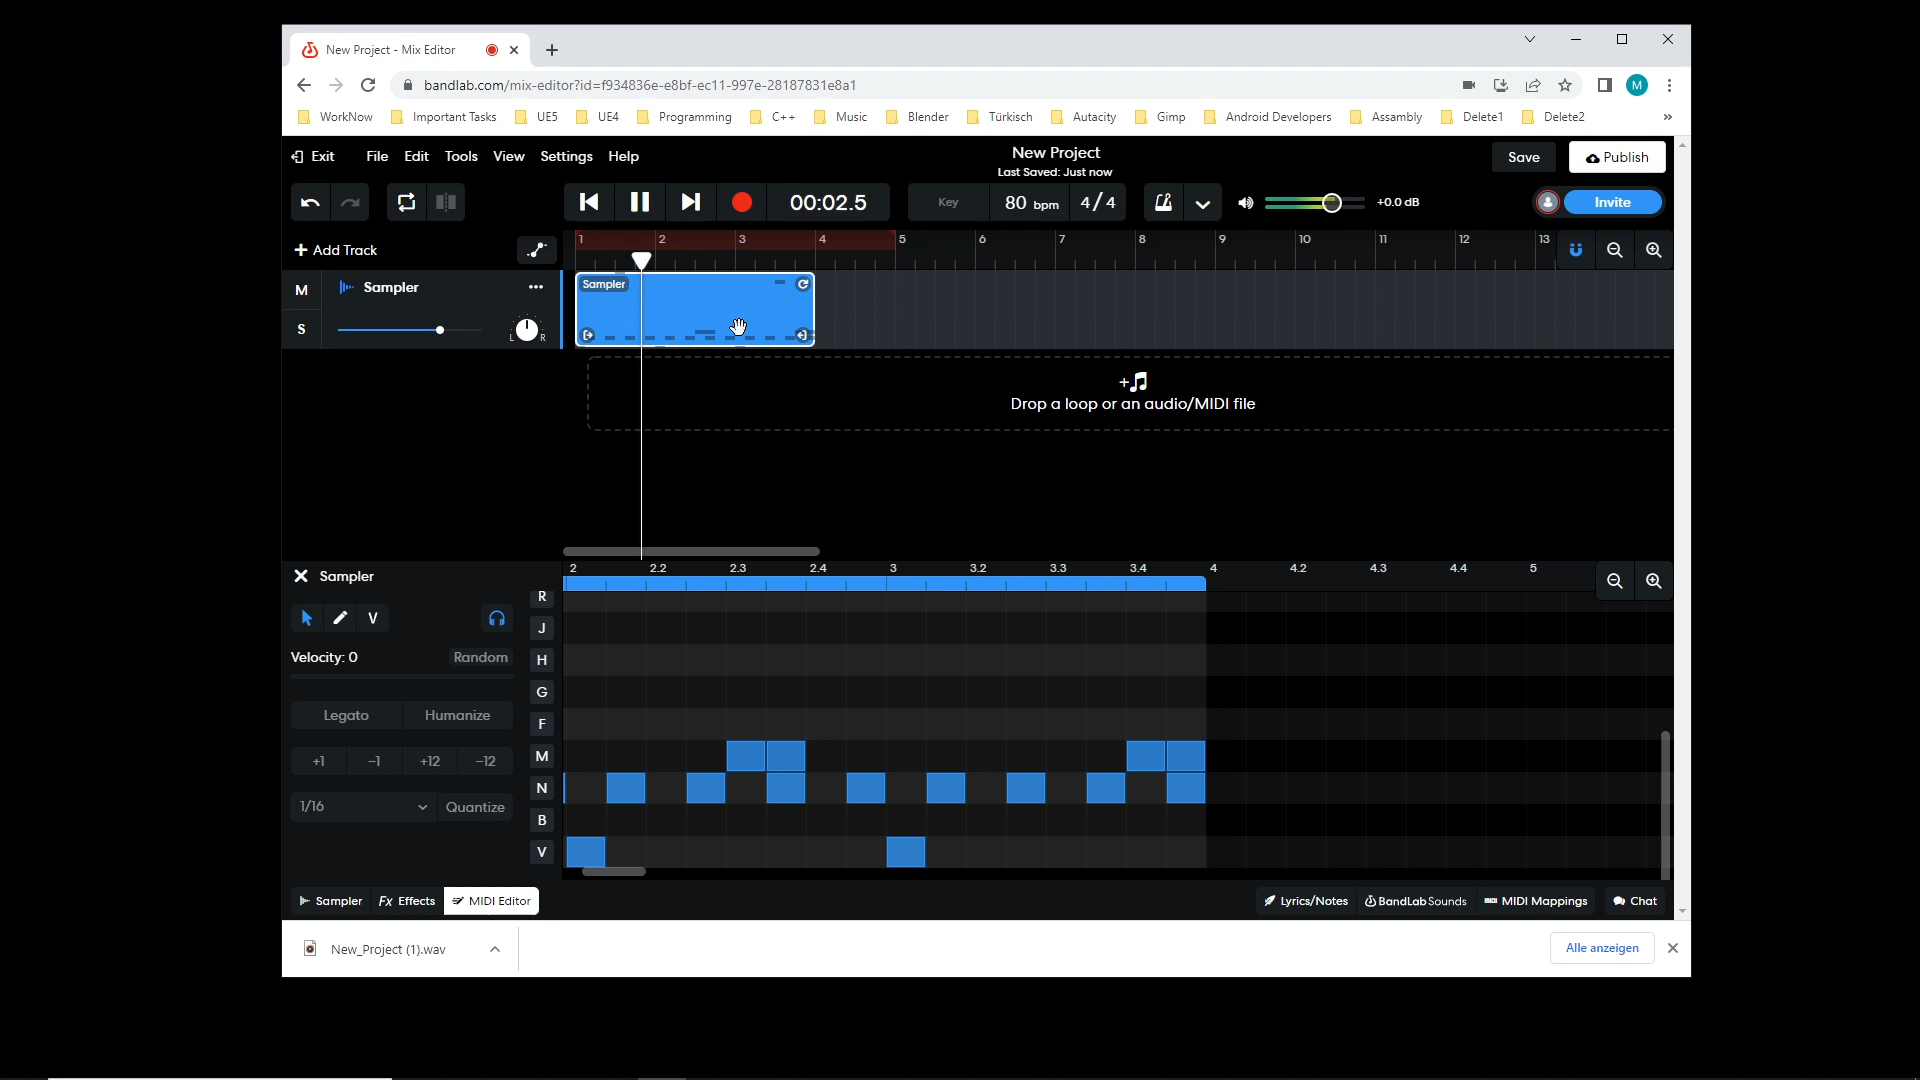 New Project - Mix Editor
bandlab.com/mix-editor?id=f934836e-e8bf-ec11-997e-28187831e8a1
M
WorkNow Important Tasks UE5 UE4 Programming C++ Music Blender Türkisch Autacity Gimp Android Developers Assembly Delete1 Delete2 »
Exit File Edit Tools View Settings Help
New Project
Last Saved: Just now
Save Publish
00:02.5 Key 80 bpm 4/4 +0.0 dB Invite
+ Add Track
1 2 3 4 5 6 7 8 9 10 11 12 13
M Sampler
S L R
Sampler
Drop a loop or an audio/MIDI file
Sampler
2 2.2 2.3 2.4 3 3.2 3.3 3.4 4 4.2 4.3 4.4 5
V
Velocity: 0 Random
Legato Humanize
+1 -1 +12 -12
1/16 Quantize
R
J
H
G
F
M
N
B
V
Sampler Fx Effects MIDI Editor
Lyrics/Notes BandLab Sounds MIDI Mappings Chat
New_Project (1).wav
Alle anzeigen